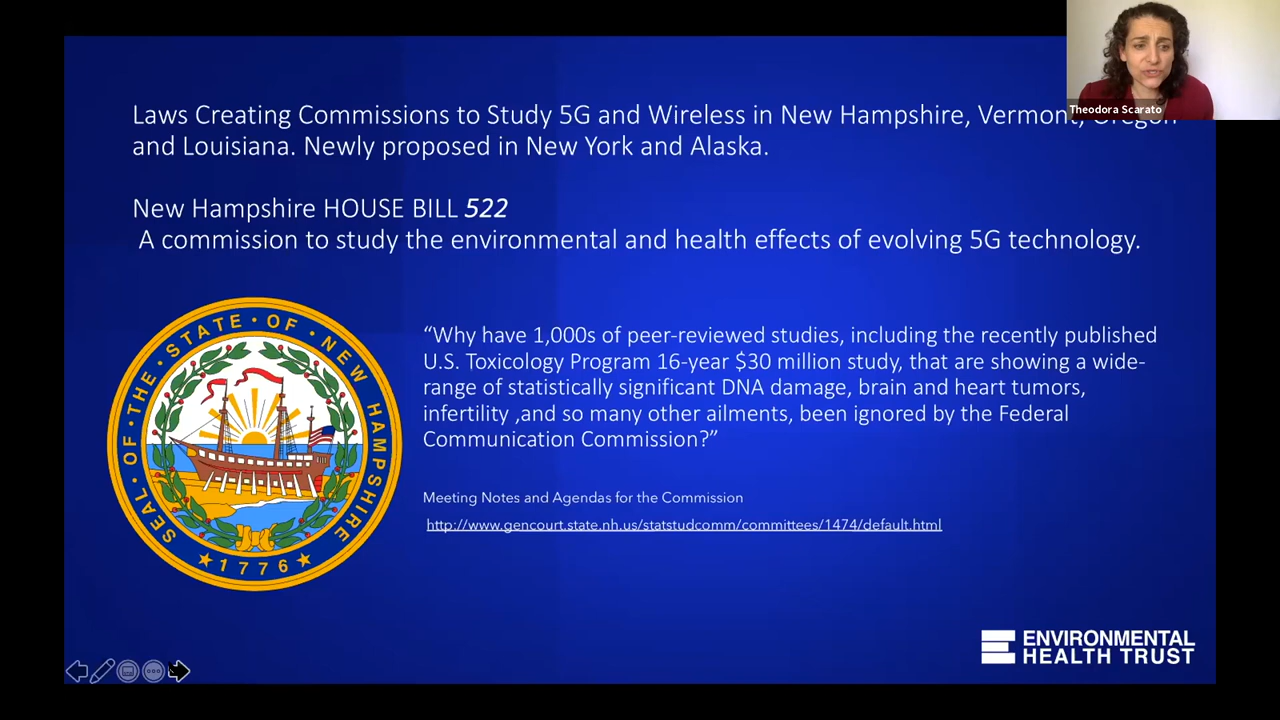 Laws Creating Commissions to Study 5G and Wireless in New Hampshire, Vermont, Oregon
and Louisiana. Newly proposed in New York and Alaska.
Theodora Scarato
New Hampshire HOUSE BILL 522
A commission to study the environmental and health effects of evolving 5G technology.
SEAL · OF · THE · STATE · OF · NEW HAMPSHIRE
★ 1776 ★
“Why have 1,000s of peer-reviewed studies, including the recently published
U.S. Toxicology Program 16-year $30 million study, that are showing a wide-
range of statistically significant DNA damage, brain and heart tumors,
infertility ,and so many other ailments, been ignored by the Federal
Communication Commission?”
Meeting Notes and Agendas for the Commission
http://www.gencourt.state.nh.us/statstudcomm/committees/1474/default.html
ENVIRONMENTAL
HEALTH TRUST